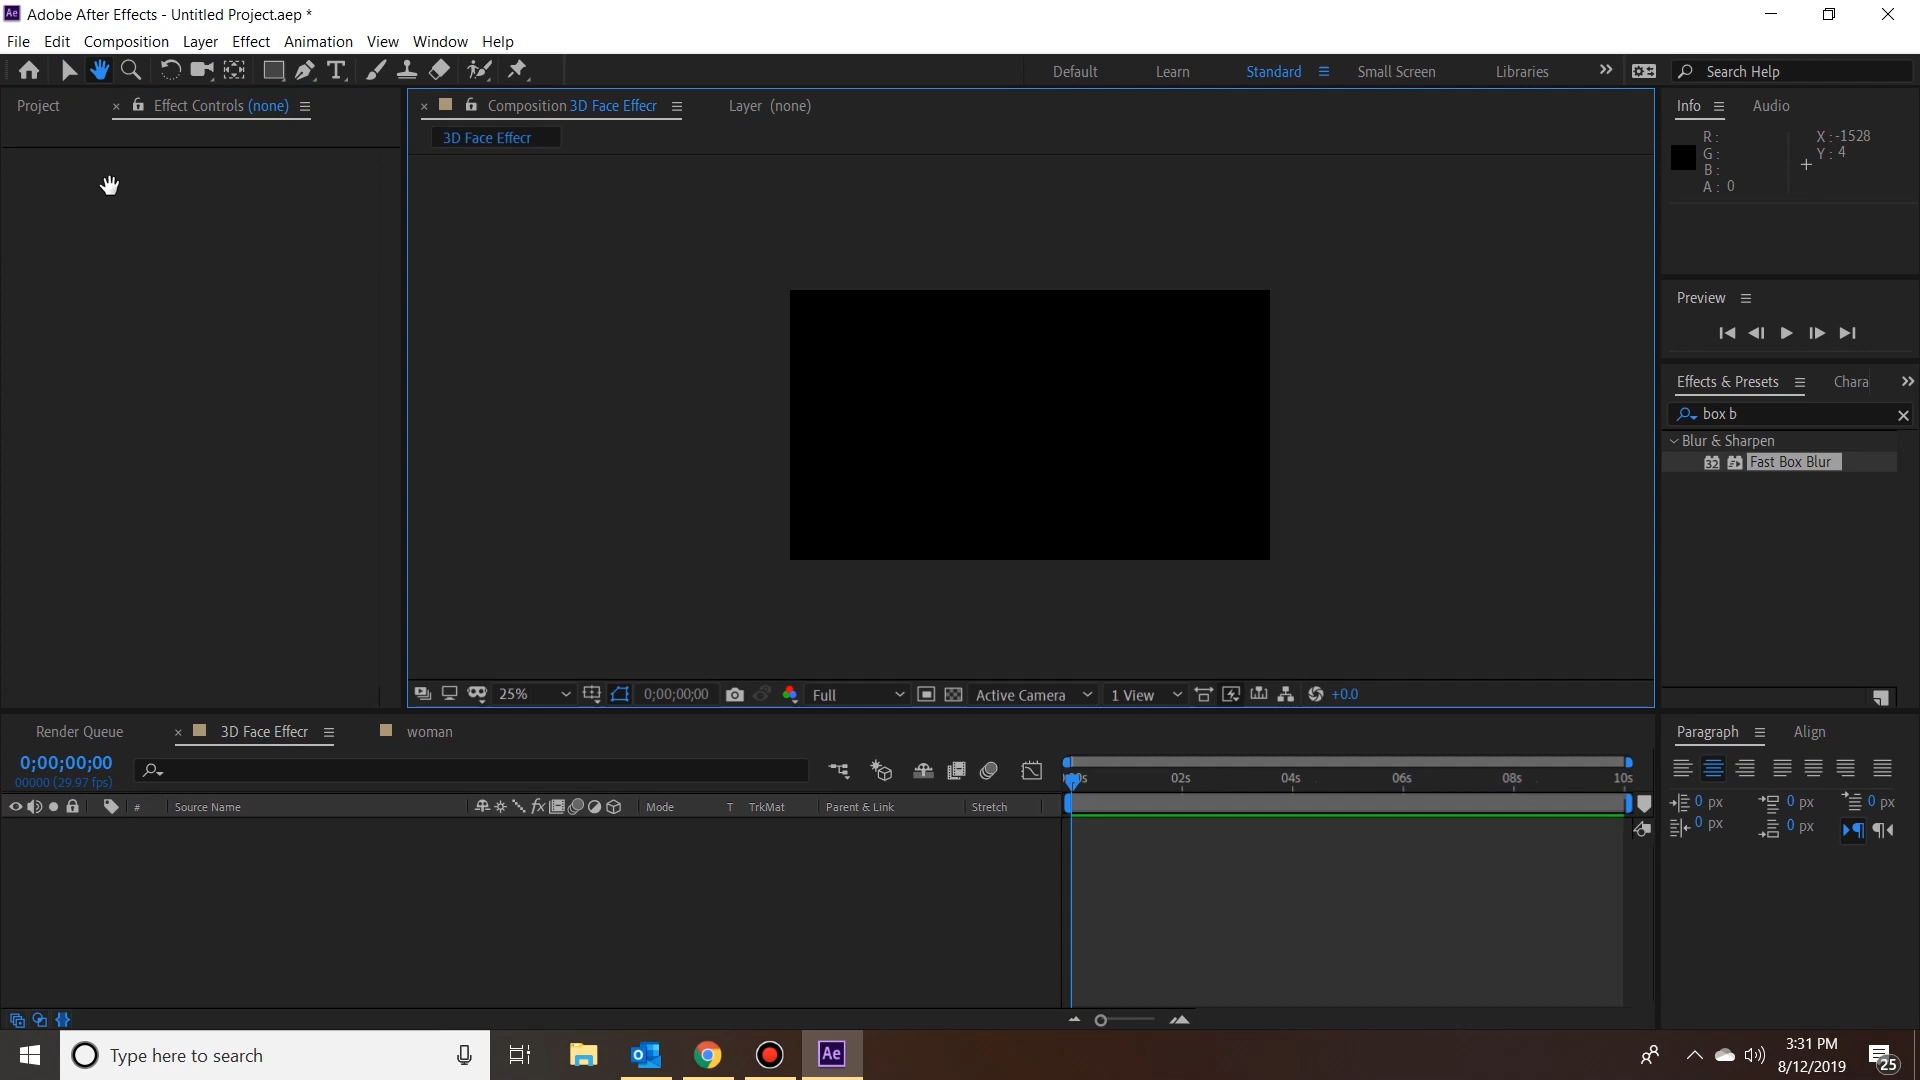 Ae Adobe After Effects - Untitled Project.aep *
File Edit Composition Layer Effect Animation View Window Help
Default Learn Standard Small Screen Libraries Search Help
Project Effect Controls (none) Composition 3D Face Effecr Layer (none) Info Audio
3D Face Effecr
R: X:-1528
G: Y: 4
B:
A: 0
Preview
Effects & Presets Chara
box b
Blur & Sharpen
32 Fast Box Blur
25% 0;00;00;00 Full Active Camera 1 View +0.0
Render Queue 3D Face Effecr woman Paragraph Align
0;00;00;00
00000 (29.97 fps)
02s 04s 06s 08s 10s
# Source Name fx Mode T TrkMat Parent & Link Stretch
0 px 0 px 0 px
0 px 0 px
Type here to search Ae 3:31 PM
8/12/2019 25